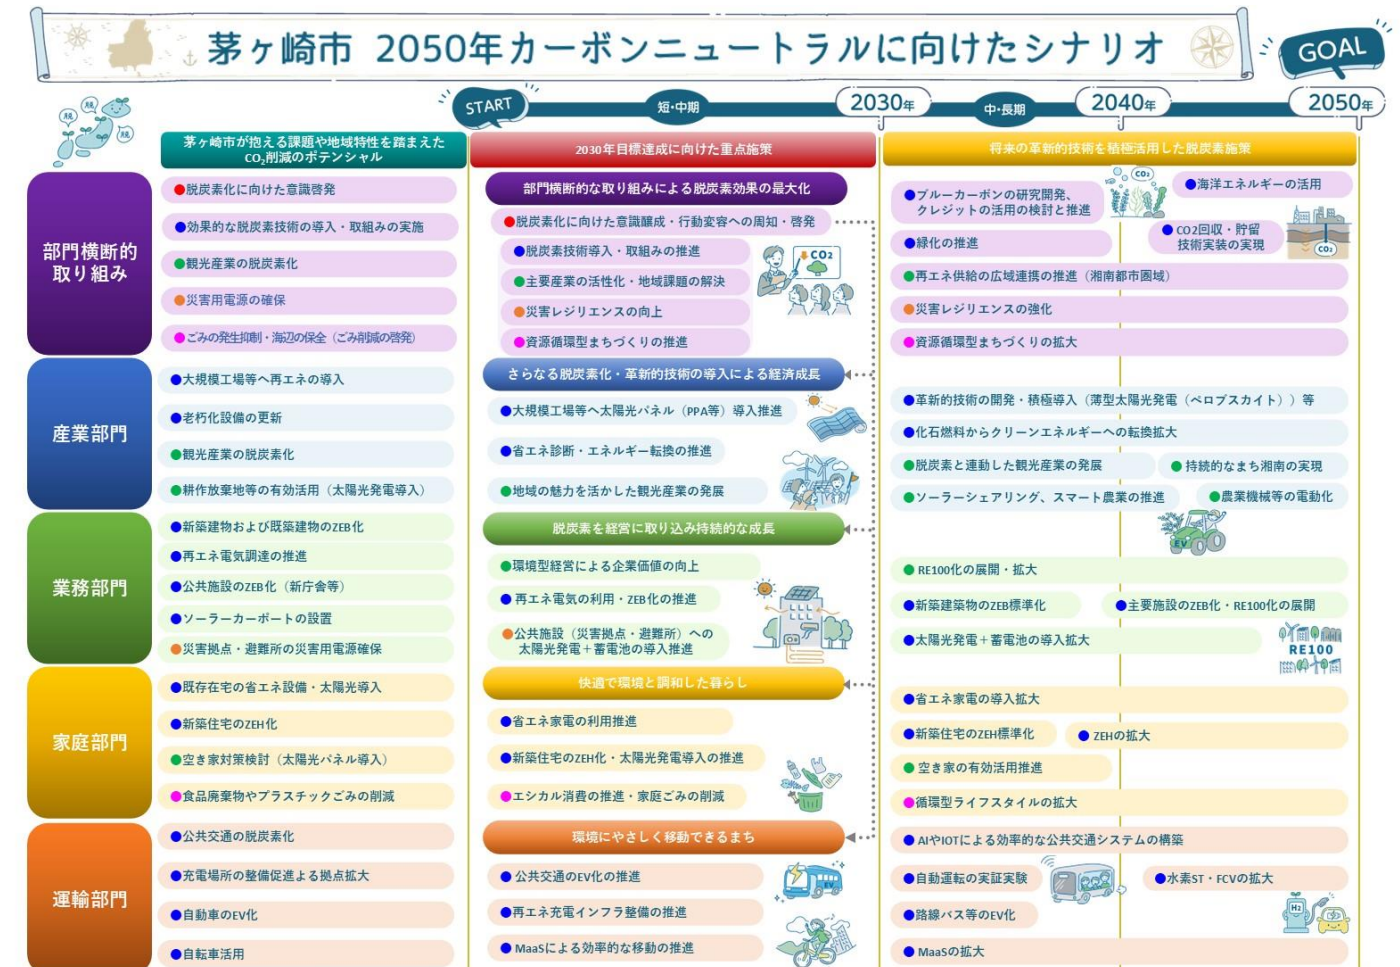 茅ヶ崎市 2050年カーボンニュートラルに向けたシナリオ
GOAL
START
短・中期
2030年
中・長期
2040年
2050年
茅ヶ崎市が抱える課題や地域特性を踏まえた
CO₂削減のポテンシャル
2030年目標達成に向けた重点施策
将来の革新的技術を積極活用した脱炭素施策
部門横断的
取り組み
●脱炭素化に向けた意識啓発
●効果的な脱炭素技術の導入・取組みの実施
●観光産業の脱炭素化
●災害用電源の確保
●ごみの発生抑制・海辺の保全（ごみ削減の啓発）
部門横断的な取り組みによる脱炭素効果の最大化
●脱炭素化に向けた意識醸成・行動変容への周知・啓発
●脱炭素技術導入・取組みの推進
●主要産業の活性化・地域課題の解決
●災害レジリエンスの向上
●資源循環型まちづくりの推進
CO2
●ブルーカーボンの研究開発、
クレジットの活用の検討と推進
CO₂
●海洋エネルギーの活用
●緑化の推進
●CO2回収・貯留
技術実装の実現
CO₂
●再エネ供給の広域連携の推進（湘南都市圏域）
●災害レジリエンスの強化
●資源循環型まちづくりの拡大
産業部門
●大規模工場等へ再エネの導入
●老朽化設備の更新
●観光産業の脱炭素化
●耕作放棄地等の有効活用（太陽光発電導入）
さらなる脱炭素化・革新的技術の導入による経済成長
●大規模工場等へ太陽光パネル（PPA等）導入推進
●省エネ診断・エネルギー転換の推進
●地域の魅力を活かした観光産業の発展
●革新的技術の開発・積極導入（薄型太陽光発電（ペロブスカイト））等
●化石燃料からクリーンエネルギーへの転換拡大
●脱炭素と連動した観光産業の発展
●持続的なまち湘南の実現
●ソーラーシェアリング、スマート農業の推進
●農業機械等の電動化
EV
業務部門
●新築建物および既築建物のZEB化
●再エネ電気調達の推進
●公共施設のZEB化（新庁舎等）
●ソーラーカーポートの設置
●災害拠点・避難所の災害用電源確保
脱炭素を経営に取り込み持続的な成長
●環境型経営による企業価値の向上
●再エネ電気の利用・ZEB化の推進
●公共施設（災害拠点・避難所）への
太陽光発電＋蓄電池の導入推進
●RE100化の展開・拡大
●新築建築物のZEB標準化
●主要施設のZEB化・RE100化の展開
●太陽光発電＋蓄電池の導入拡大
RE100
家庭部門
●既存在宅の省エネ設備・太陽光導入
●新築住宅のZEH化
●空き家対策検討（太陽光パネル導入）
●食品廃棄物やプラスチックごみの削減
快適で環境と調和した暮らし
●省エネ家電の利用推進
●新築住宅のZEH化・太陽光発電導入の推進
●エシカル消費の推進・家庭ごみの削減
●省エネ家電の導入拡大
●新築住宅のZEH標準化
●ZEHの拡大
●空き家の有効活用推進
●循環型ライフスタイルの拡大
運輸部門
●公共交通の脱炭素化
●充電場所の整備促進よる拠点拡大
●自動車のEV化
●自転車活用
環境にやさしく移動できるまち
●公共交通のEV化の推進
EV
●再エネ充電インフラ整備の推進
●MaaSによる効率的な移動の推進
●AIやIOTによる効率的な公共交通システムの構築
●自動運転の実証実験
●水素ST・FCVの拡大
●路線バス等のEV化
H₂
●MaaSの拡大